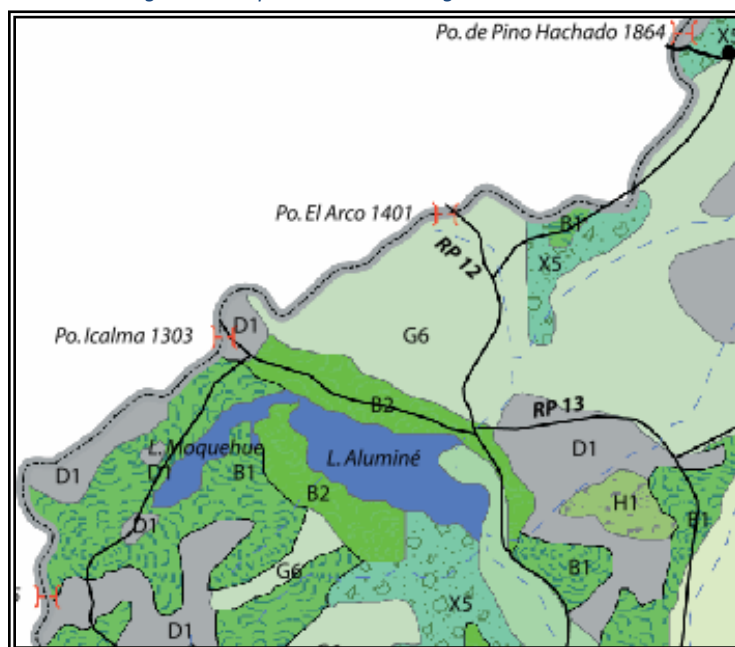 Po. de Pino Hachado 1864
X5
Po. El Arco 1401
B1
RP 12
X5
Po. Icalma 1303
D1
G6
B2
RP 13
L. Moquehue
L. Aluminé
D1
D1
D1
B1
B2
H1
B1
D1
G6
B1
X5
D1